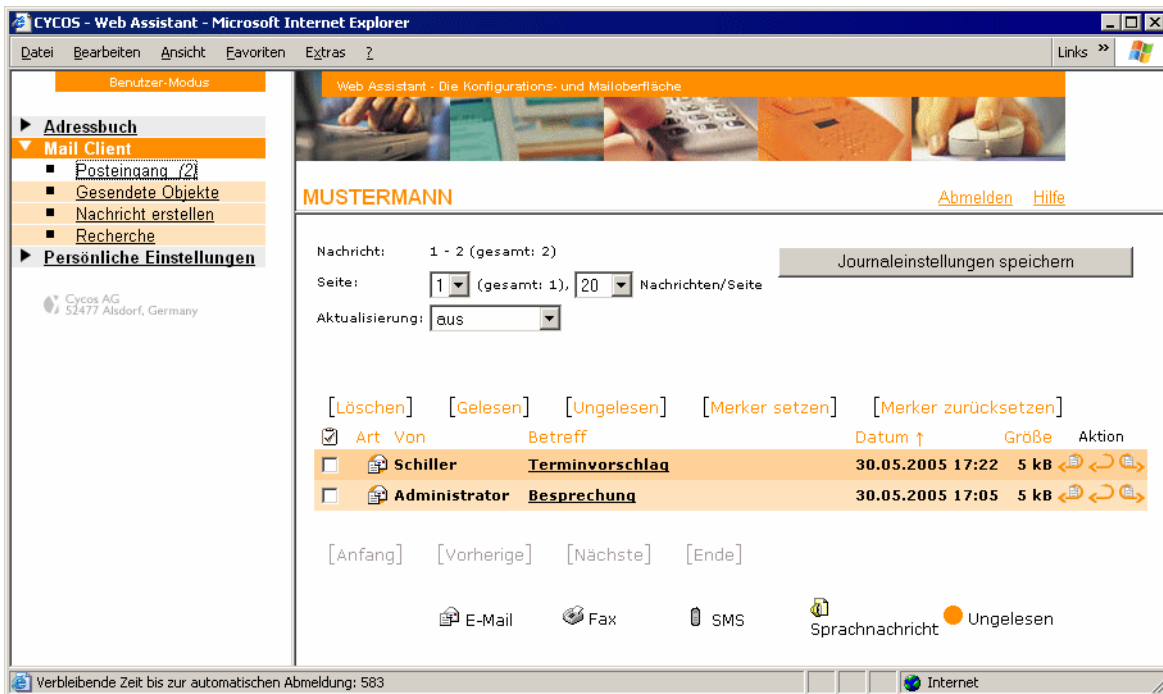 CYCOS - Web Assistant - Microsoft Internet Explorer
Datei Bearbeiten Ansicht Favoriten Extras ? Links »
Benutzer-Modus
Web Assistant - Die Konfigurations- und Mailoberfläche
Adressbuch
Mail Client
Posteingang (2)
Gesendete Objekte
Nachricht erstellen
Recherche
Persönliche Einstellungen
Cycos AG
52477 Alsdorf, Germany
MUSTERMANN Abmelden Hilfe
Nachricht: 1 - 2 (gesamt: 2)
Journaleinstellungen speichern
Seite: 1 (gesamt: 1), 20 Nachrichten/Seite
Aktualisierung: aus
[Löschen] [Gelesen] [Ungelesen] [Merker setzen] [Merker zurücksetzen]
Art Von Betreff Datum ↑ Größe Aktion
Schiller Terminvorschlag 30.05.2005 17:22 5 kB
Administrator Besprechung 30.05.2005 17:05 5 kB
[Anfang] [Vorherige] [Nächste] [Ende]
E-Mail Fax SMS Sprachnachricht Ungelesen
Verbleibende Zeit bis zur automatischen Abmeldung: 583 Internet